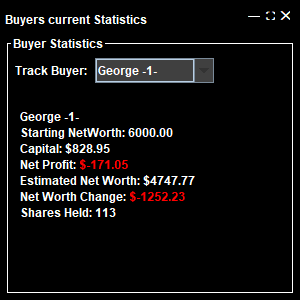 Buyers current Statistics
Buyer Statistics
Track Buyer: George -1-
George -1-
Starting NetWorth: 6000.00
Capital: $828.95
Net Profit: $-171.05
Estimated Net Worth: $4747.77
Net Worth Change: $-1252.23
Shares Held: 113